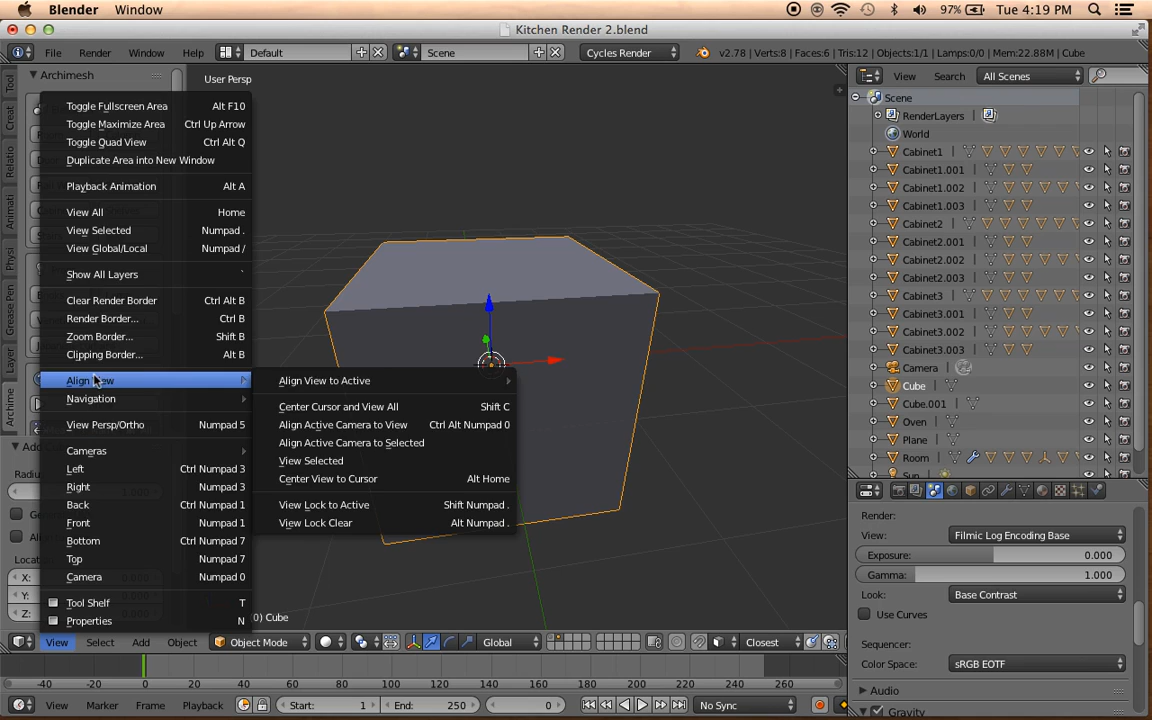 Blender Window 97% Tue 4:19 PM
Kitchen Render 2.blend
File Render Window Help Default Scene Cycles Render v2.78 | Verts:8 | Faces:6 | Tris:12 | Objects:1/1 | Lamps:0/0 | Mem:22.88M | Cube
Archimesh
User Persp
View Search All Scenes
Tool
Creat
Relatio
Animati
Physi
Grease Pen
Layer
Archime
Toggle Fullscreen Area Alt F10
Toggle Maximize Area Ctrl Up Arrow
Toggle Quad View Ctrl Alt Q
Duplicate Area into New Window
Playback Animation Alt A
View All Home
View Selected Numpad .
View Global/Local Numpad /
Show All Layers `
Clear Render Border Ctrl Alt B
Render Border... Ctrl B
Zoom Border... Shift B
Clipping Border... Alt B
Align View
Navigation
View Persp/Ortho Numpad 5
Cameras
Left Ctrl Numpad 3
Right Numpad 3
Back Ctrl Numpad 1
Front Numpad 1
Bottom Ctrl Numpad 7
Top Numpad 7
Camera Numpad 0
Tool Shelf T
Properties N
Align View to Active
Center Cursor and View All Shift C
Align Active Camera to View Ctrl Alt Numpad 0
Align Active Camera to Selected
View Selected
Center View to Cursor Alt Home
View Lock to Active Shift Numpad .
View Lock Clear Alt Numpad .
Radiu
Locati
X:
Y:
Z:
) Cube
Scene
RenderLayers
World
Cabinet1
Cabinet1.001
Cabinet1.002
Cabinet1.003
Cabinet2
Cabinet2.001
Cabinet2.002
Cabinet2.003
Cabinet3
Cabinet3.001
Cabinet3.002
Cabinet3.003
Camera
Cube
Cube.001
Oven
Plane
Room
Sun
Render:
View: Filmic Log Encoding Base
Exposure: 0.000
Gamma: 1.000
Look: Base Contrast
Use Curves
Sequencer:
Color Space: sRGB EOTF
Audio
Gravity
View Select Add Object Object Mode Global Closest
-40 -20 0 20 40 60 80 100 120 140 160 180 200 220 240 260
View Marker Frame Playback Start: 1 End: 250 0 No Sync